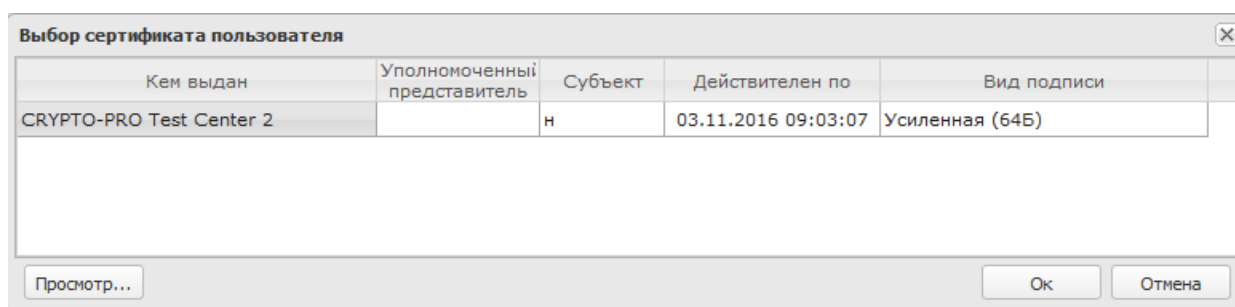 Выбор сертификата пользователя
Кем выдан Уполномоченный представитель Субъект Действителен по Вид подписи
CRYPTO-PRO Test Center 2 н 03.11.2016 09:03:07 Усиленная (64Б)
Просмотр... Ок Отмена